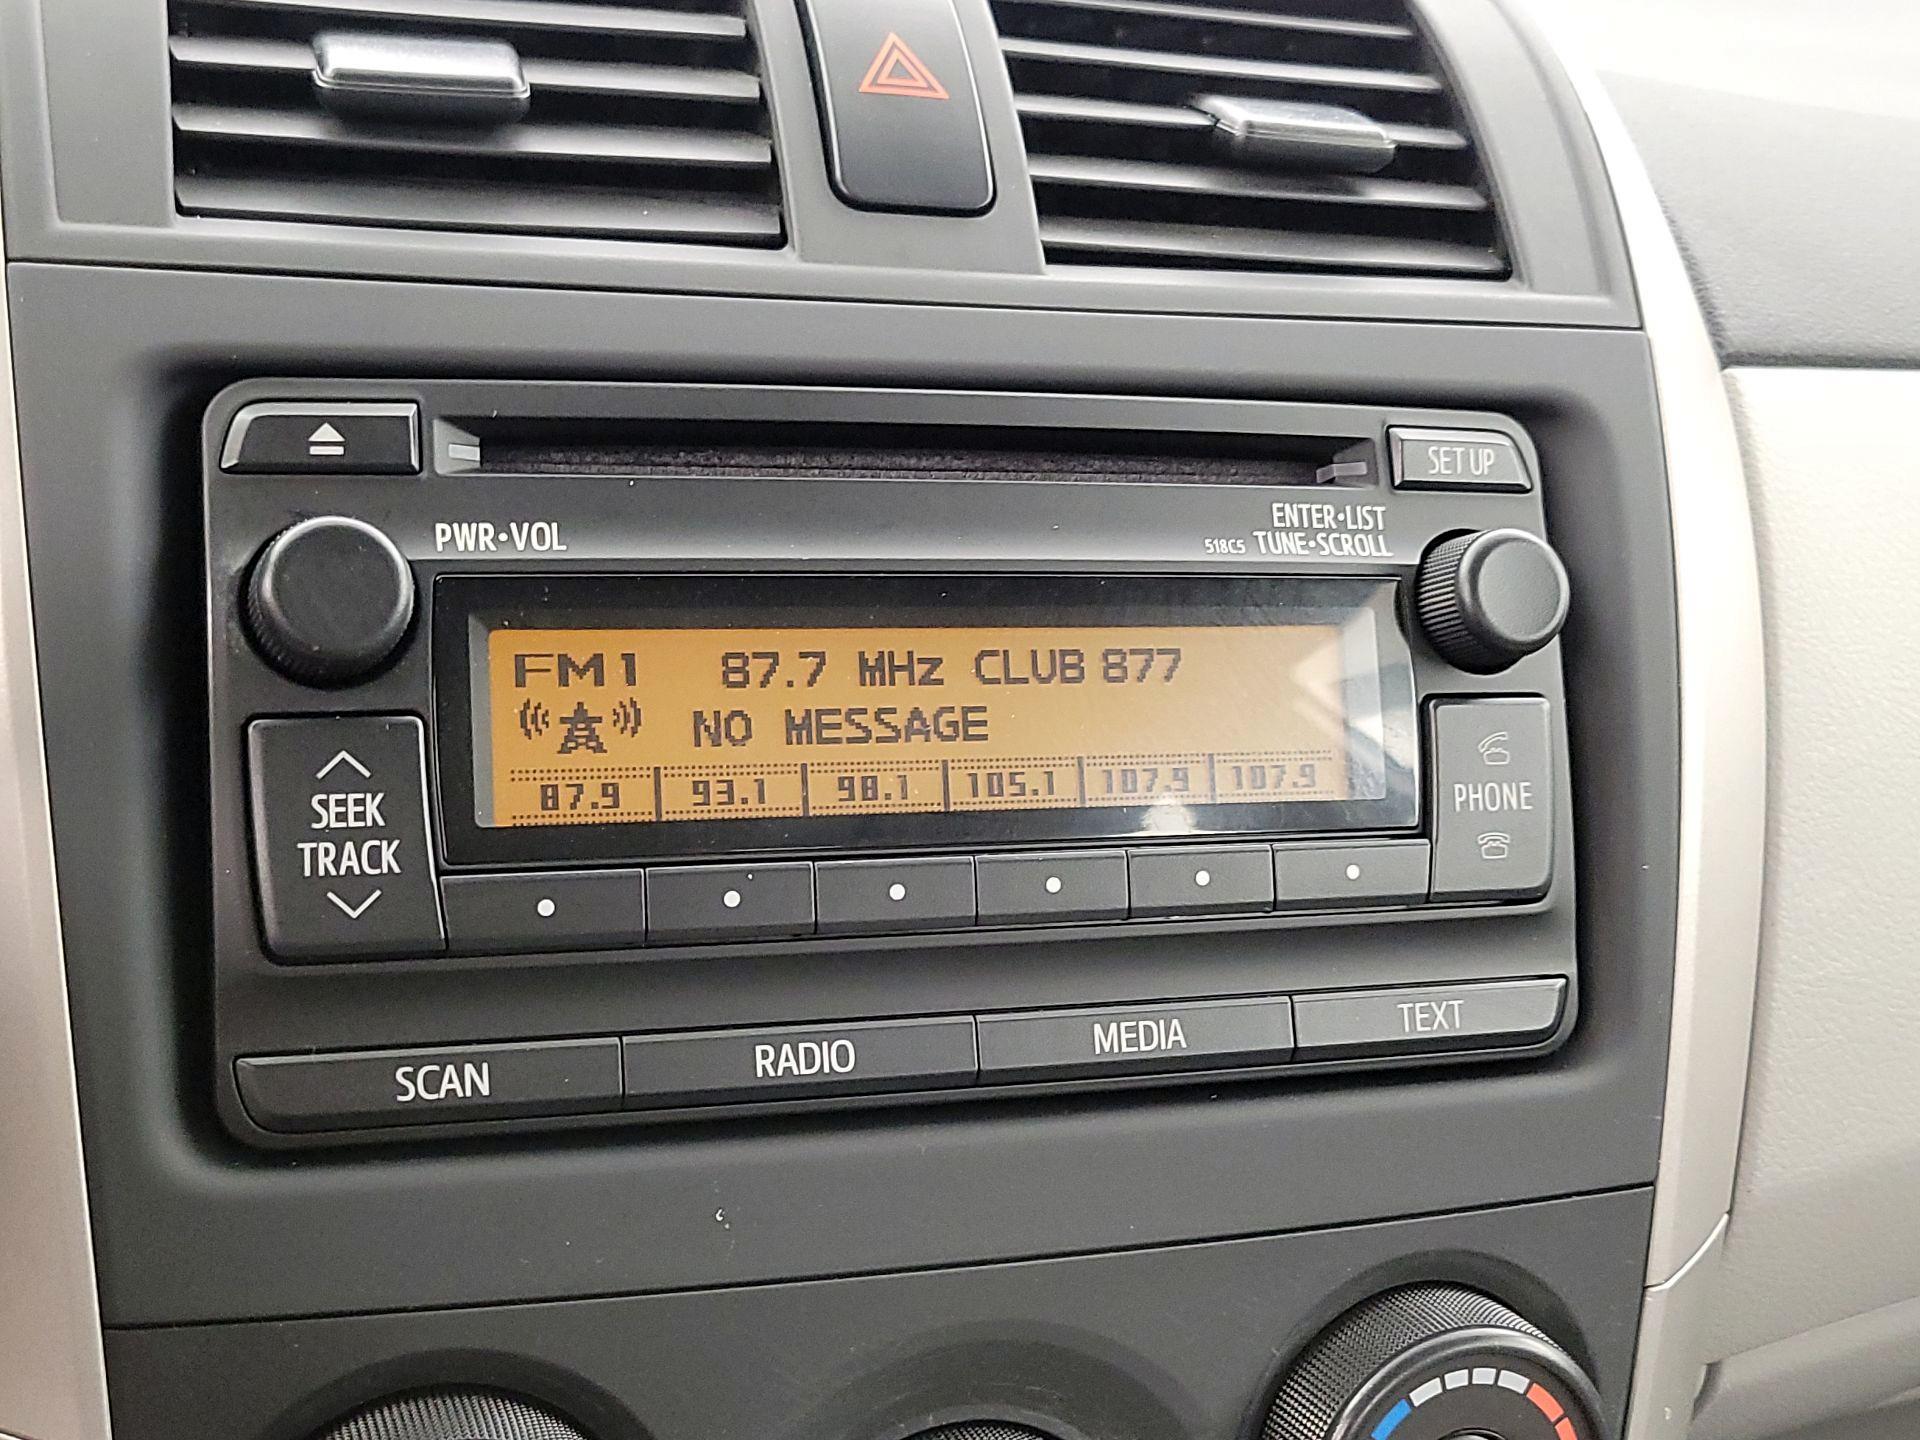 SET UP
PWR•VOL
ENTER•LIST
518C5 TUNE•SCROLL
FM1 87.7 MHz CLUB 877
NO MESSAGE
87.9 93.1 98.1 105.1 107.9 107.9
SEEK
TRACK
PHONE
SCAN RADIO MEDIA TEXT